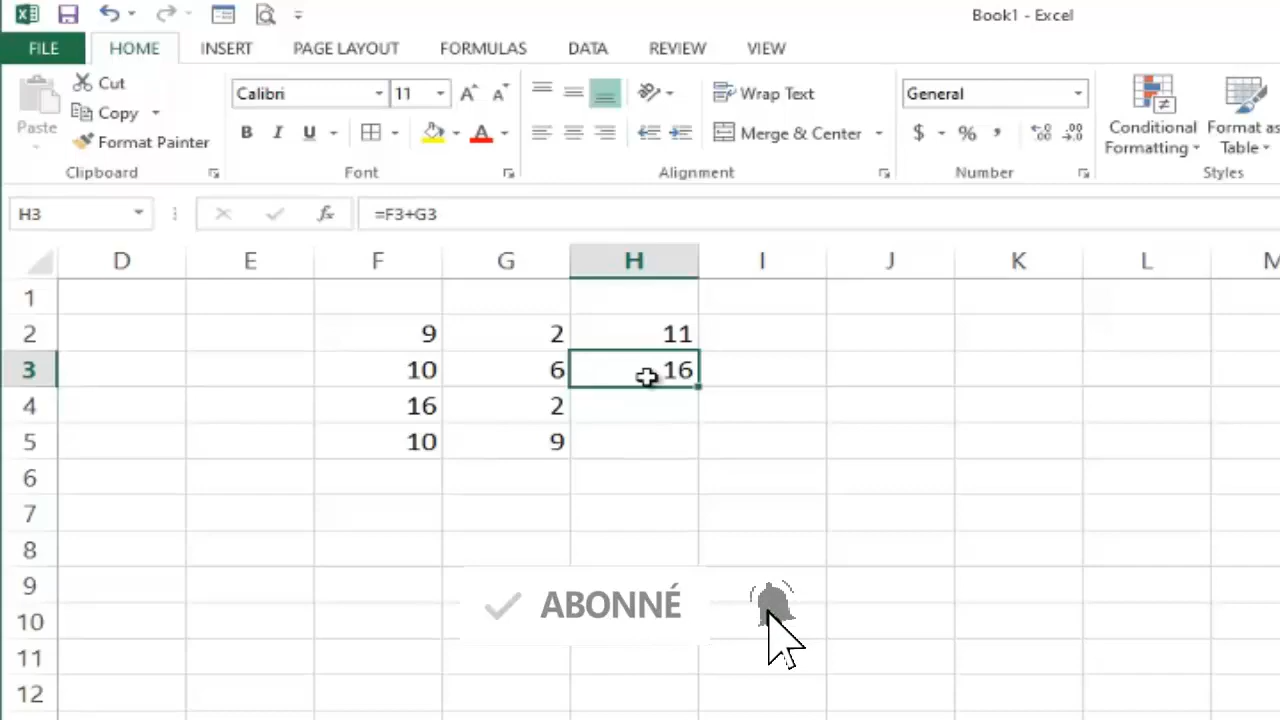 Book1 - Excel
FILE HOME INSERT PAGE LAYOUT FORMULAS DATA REVIEW VIEW
Paste
Cut
Copy
Format Painter
Clipboard
Calibri 11
B I U A
Font
Wrap Text
Merge & Center
Alignment
General
$ % ,
Number
Conditional
Formatting
Format as
Table
Styles
H3 fx =F3+G3
D E F G H I J K L M
1
2 9 2 11
3 10 6 16
4 16 2
5 10 9
6
7
8
9
10
11
12
ABONNÉ